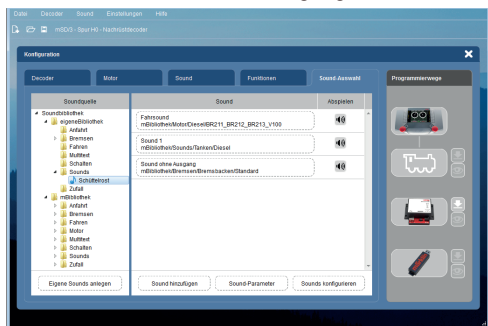 Datei Decoder Sound Einstellungen Hilfe
mSD/3 - Spur H0 - Nachrüstdecoder
Konfiguration
Decoder Motor Sound Funktionen Sound-Auswahl
Programmierwege
Soundquelle
Soundbibliothek
eigeneBibliothek
Anfahrt
Bremsen
Fahren
Multitext
Schalten
Sounds
Schüttelrost
Zufall
mBibliothek
Anfahrt
Bremsen
Fahren
Motor
Multitext
Schalten
Sounds
Zufall
Eigene Sounds anlegen
Sound Abspielen
Fahrsound
mBibliothek/Motor/Diesel/BR211_BR212_BR213_V100
Sound 1
mBibliothek/Sounds/Tanken/Diesel
Sound ohne Ausgang
mBibliothek/Bremsen/Bremsbacken/Standard
Sound hinzufügen Sound-Parameter Sounds konfigurieren